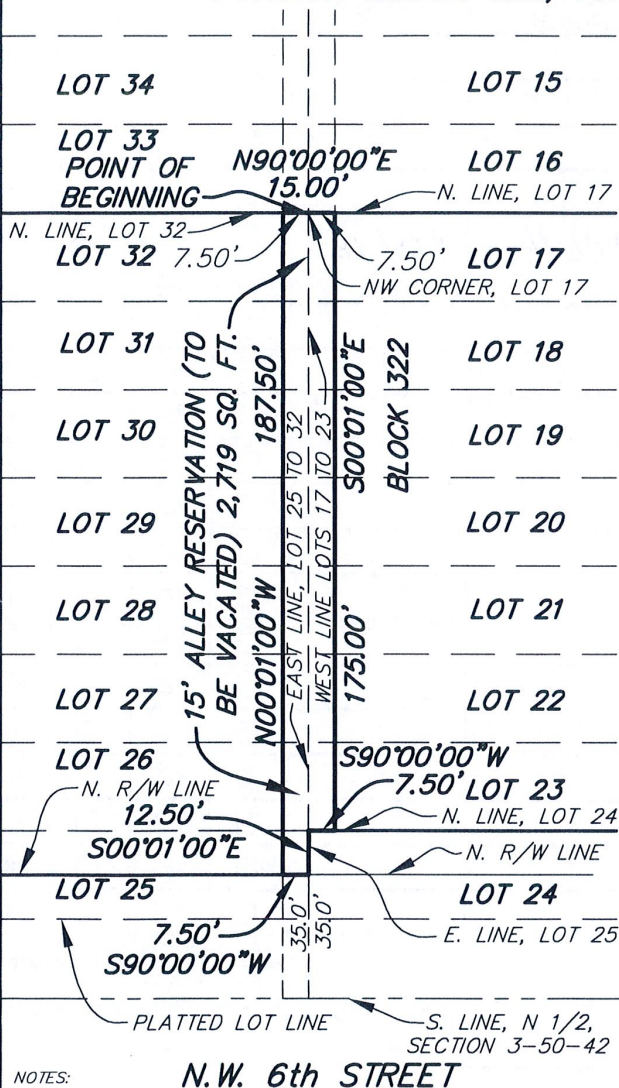 LOT 34
LOT 15
LOT 33
POINT OF
BEGINNING
N90°00'00"E
15.00'
LOT 16
N. LINE, LOT 17
N. LINE, LOT 32
LOT 32
7.50'
7.50'
LOT 17
NW CORNER, LOT 17
LOT 31
LOT 18
LOT 30
LOT 19
LOT 29
LOT 20
LOT 28
LOT 21
LOT 27
LOT 22
15' ALLEY RESERVATION (TO
BE VACATED) 2,719 SQ. FT.
N00°01'00"W
187.50'
EAST LINE, LOT 25 TO 32
WEST LINE LOTS 17 TO 23
S00°01'00"E
175.00'
BLOCK 322
LOT 26
N. R/W LINE
S90°00'00"W
7.50'
LOT 23
N. LINE, LOT 24
12.50'
S00°01'00"E
N. R/W LINE
LOT 25
LOT 24
7.50'
S90°00'00"W
35.0'
35.0'
E. LINE, LOT 25
PLATTED LOT LINE
S. LINE, N 1/2,
SECTION 3-50-42
NOTES:
N.W. 6th STREET